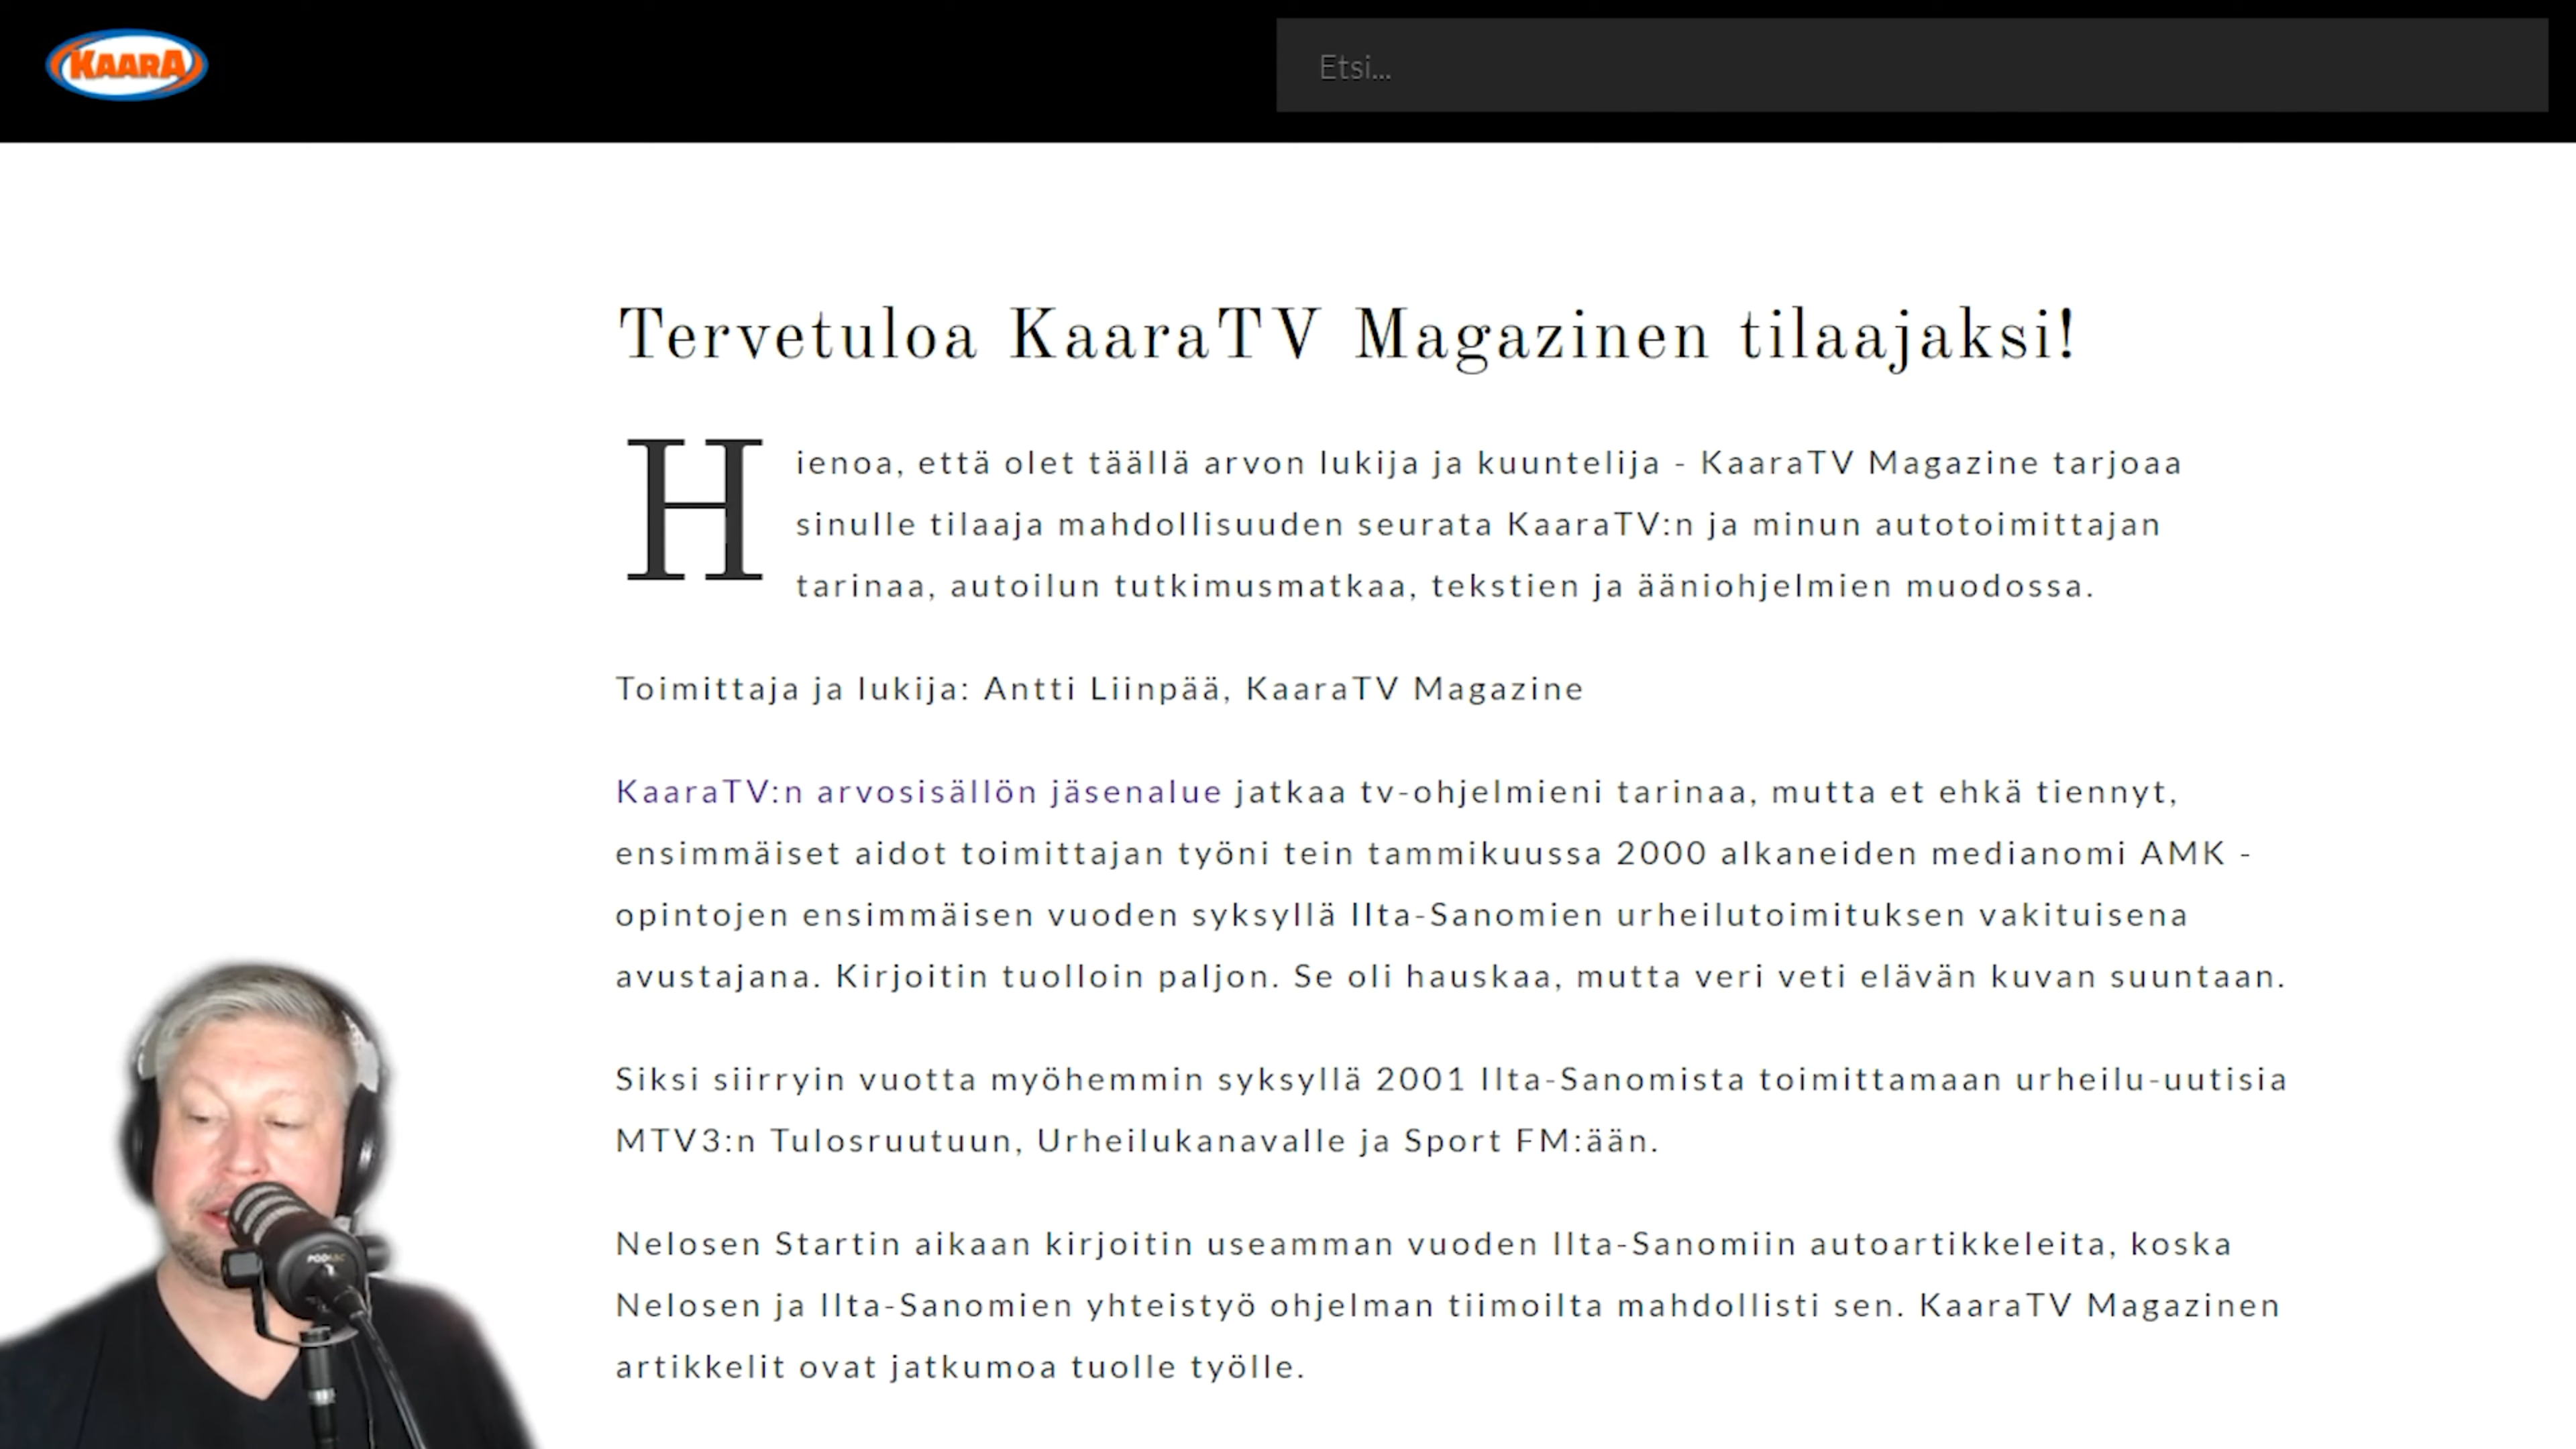 KAARA
Etsi...
Tervetuloa KaaraTV Magazinen tilaajaksi!
Hienoa, että olet täällä arvon lukija ja kuuntelija - KaaraTV Magazine tarjoaa
sinulle tilaaja mahdollisuuden seurata KaaraTV:n ja minun autotoimittajan
tarinaa, autoilun tutkimusmatkaa, tekstien ja ääniohjelmien muodossa.
Toimittaja ja lukija: Antti Liinpää, KaaraTV Magazine
KaaraTV:n arvosisällön jäsenalue jatkaa tv-ohjelmieni tarinaa, mutta et ehkä tiennyt,
ensimmäiset aidot toimittajan työni tein tammikuussa 2000 alkaneiden medianomi AMK -
opintojen ensimmäisen vuoden syksyllä Ilta-Sanomien urheilutoimituksen vakituisena
avustajana. Kirjoitin tuolloin paljon. Se oli hauskaa, mutta veri veti elävän kuvan suuntaan.
Siksi siirryin vuotta myöhemmin syksyllä 2001 Ilta-Sanomista toimittamaan urheilu-uutisia
MTV3:n Tulosruutuun, Urheilukanavalle ja Sport FM:ään.
Nelosen Startin aikaan kirjoitin useamman vuoden Ilta-Sanomiin autoartikkeleita, koska
Nelosen ja Ilta-Sanomien yhteistyö ohjelman tiimoilta mahdollisti sen. KaaraTV Magazinen
artikkelit ovat jatkumoa tuolle työlle.